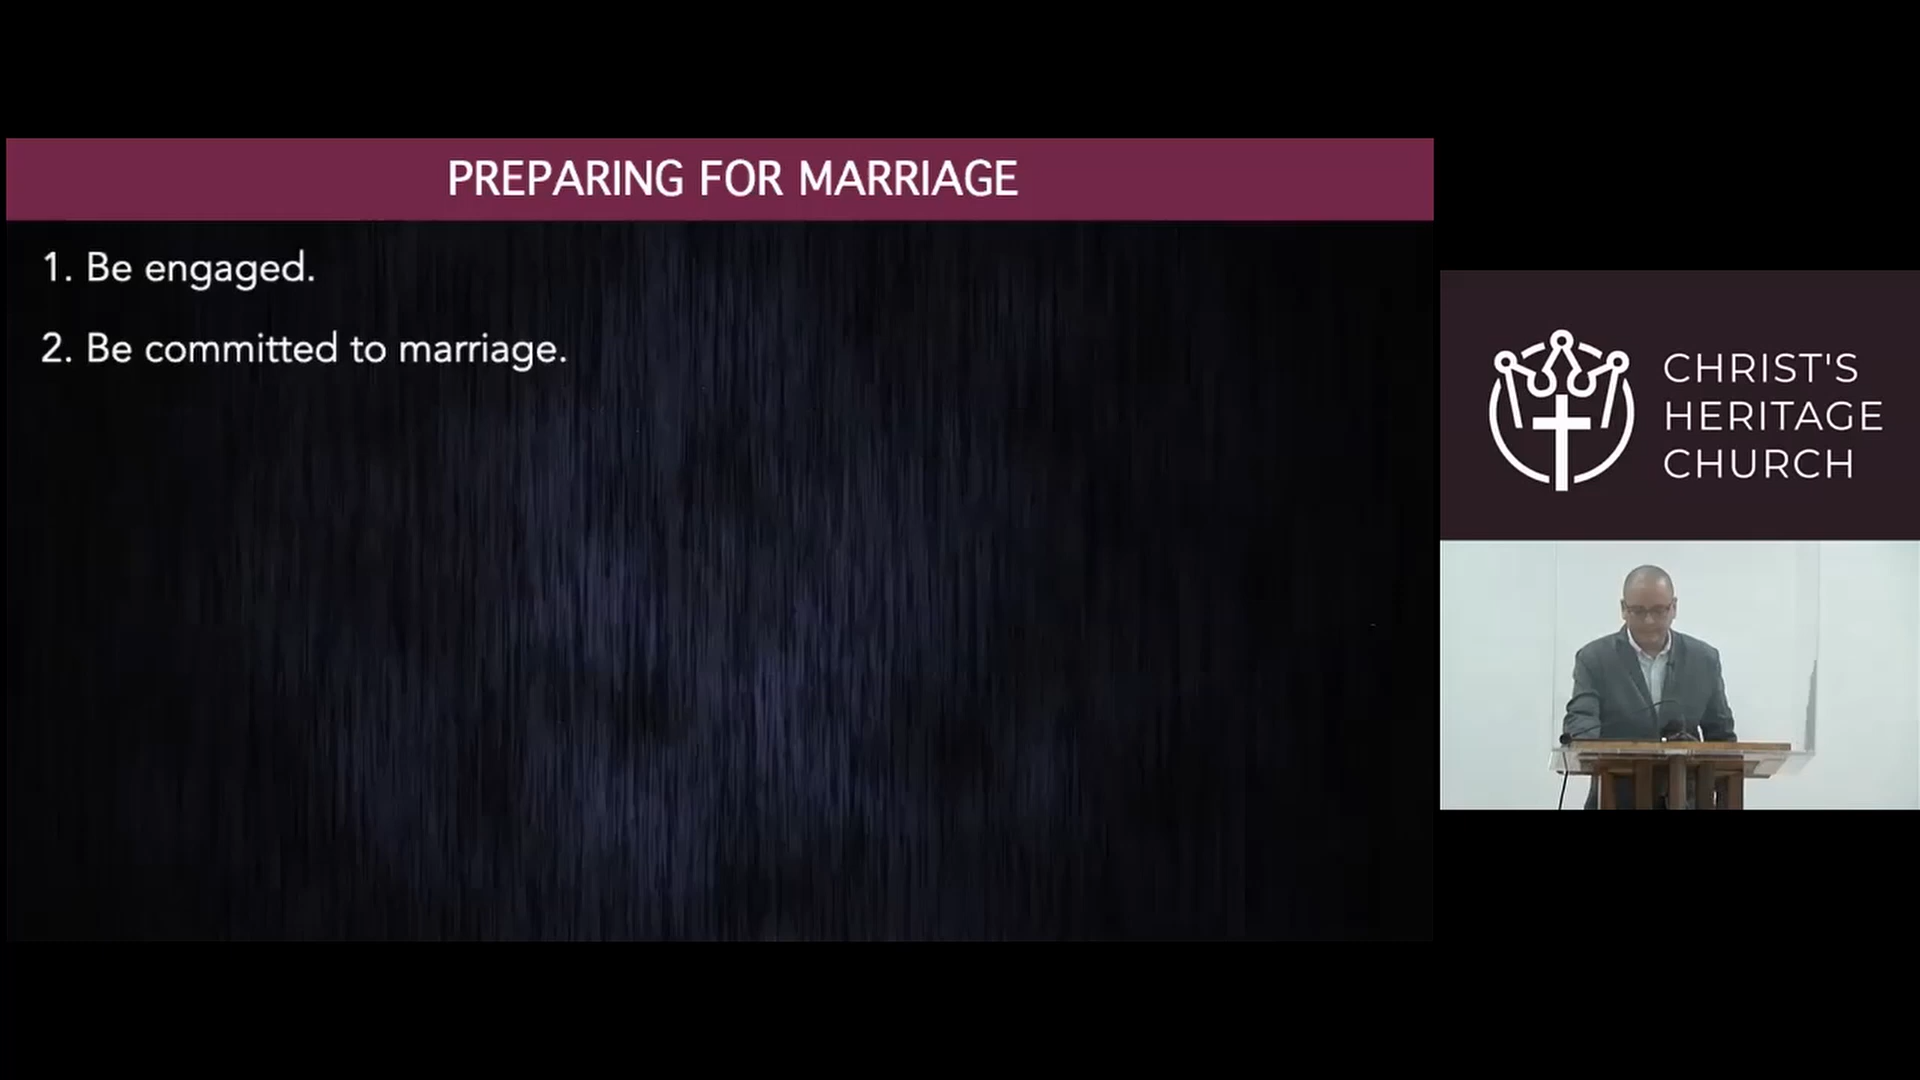 PREPARING FOR MARRIAGE
1. Be engaged.
2. Be committed to marriage.
CHRIST'S
HERITAGE
CHURCH